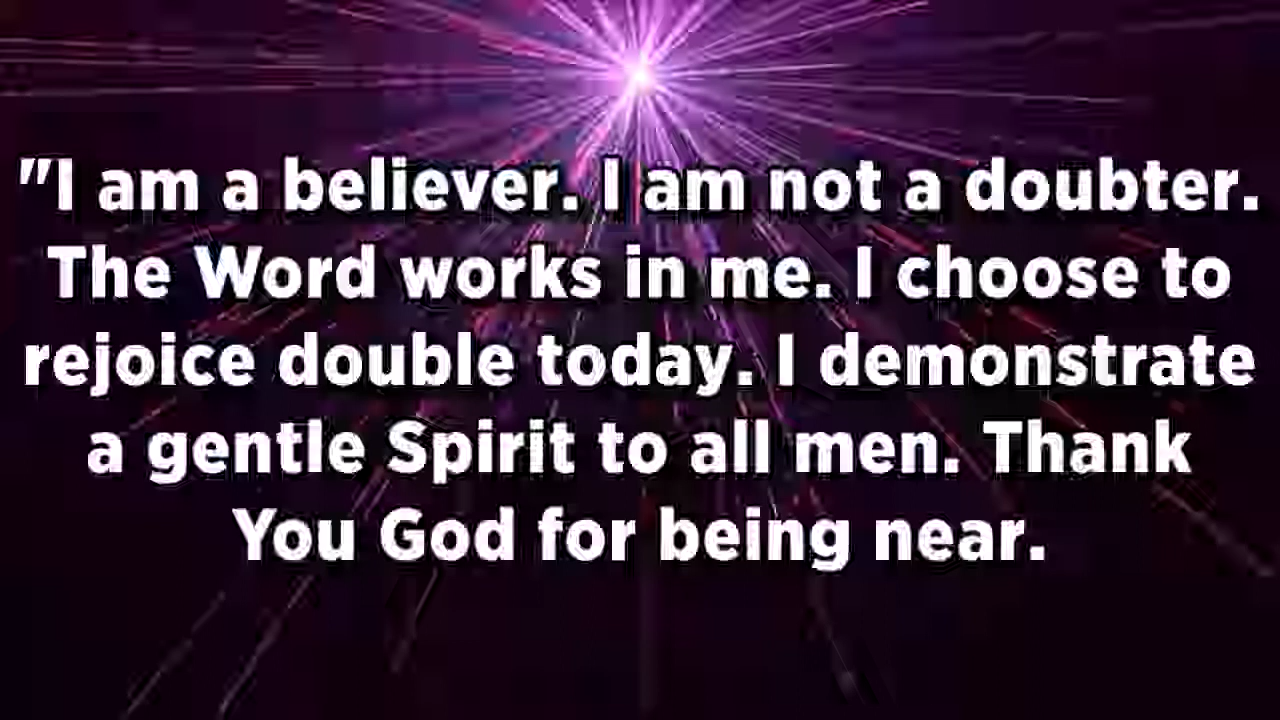 "I am a believer. I am not a doubter.
The Word works in me. I choose to
rejoice double today. I demonstrate
a gentle Spirit to all men. Thank
You God for being near.